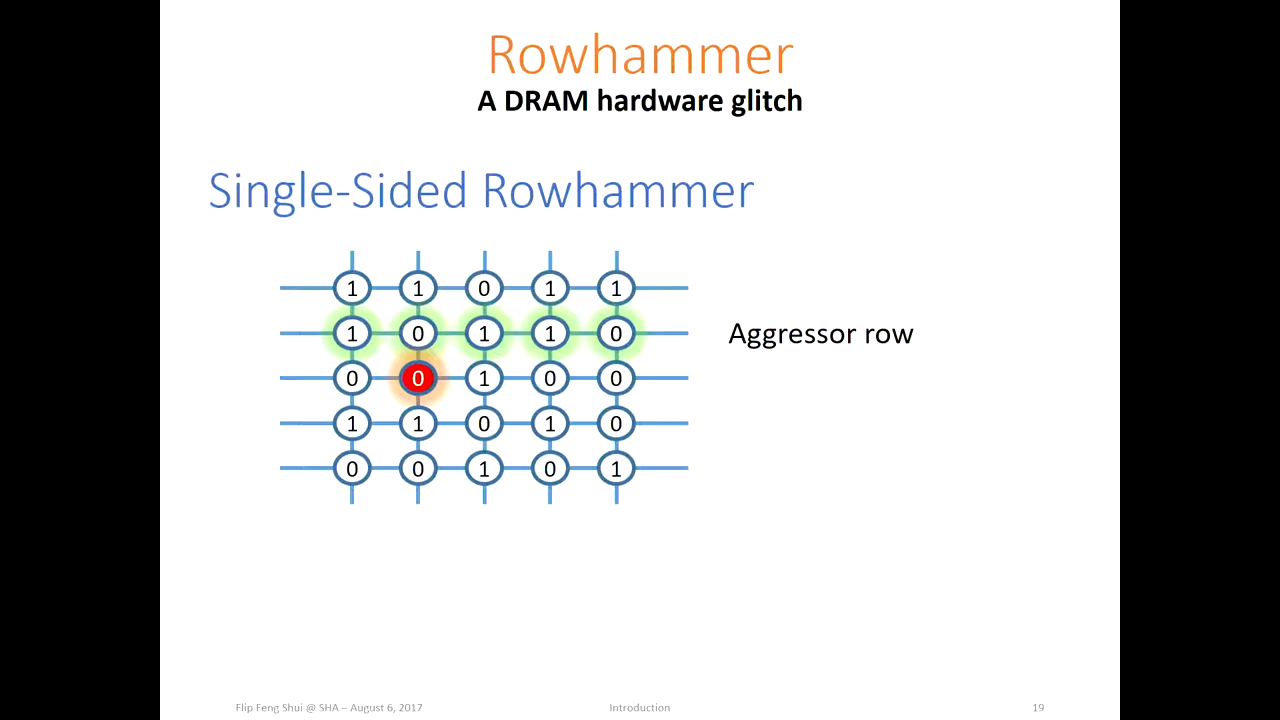 Rowhammer
A DRAM hardware glitch
Single-Sided Rowhammer
1 1 0 1 1
1 0 1 1 0 Aggressor row
0 0 1 0 0
1 1 0 1 0
0 0 1 0 1
Flip Feng Shui @ SHA – August 6, 2017 Introduction 19